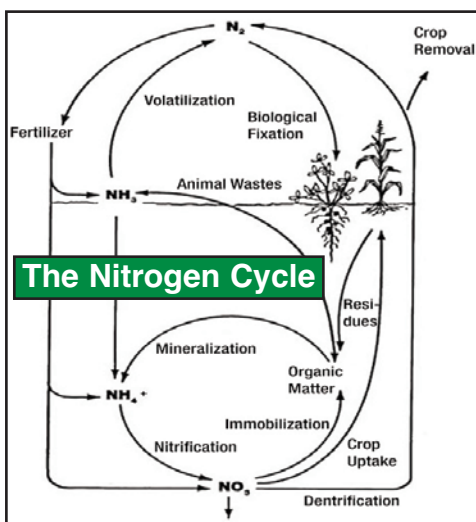 N₂
Crop
Removal
Volatilization
Biological
Fixation
Fertilizer
Animal Wastes
NH₃
The Nitrogen Cycle
Resi-
dues
Mineralization
Organic
Matter
NH₄⁺
Immobilization
Nitrification
Crop
Uptake
NO₃
Dentrification